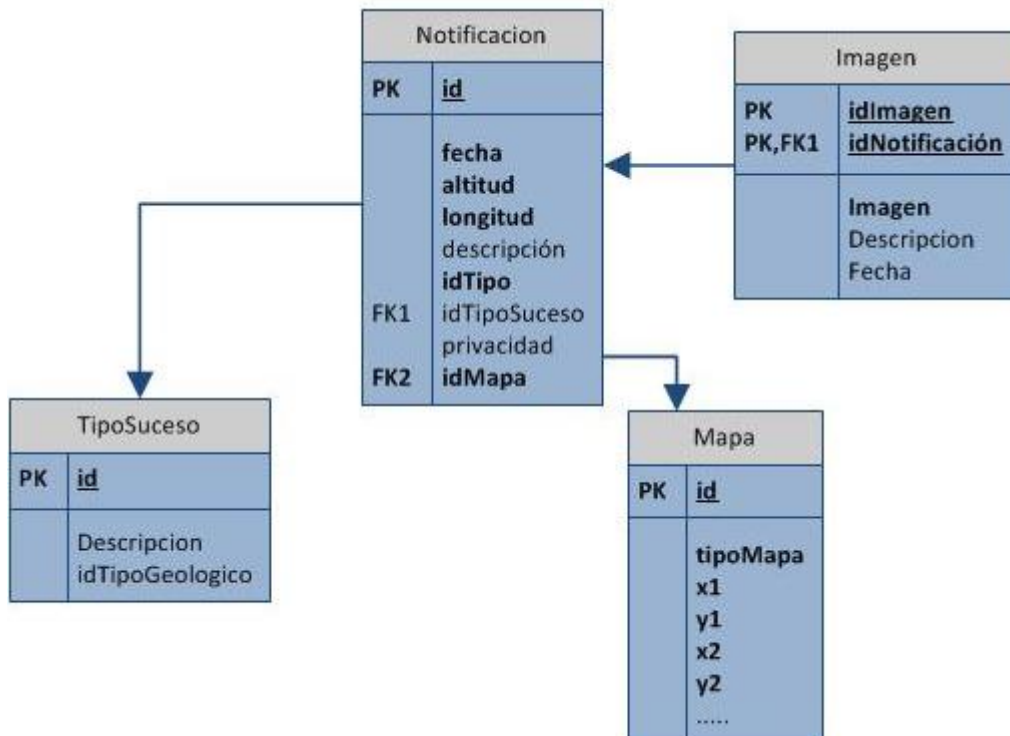 Notificacion
PK id
fecha
altitud
longitud
descripción
idTipo
FK1 idTipoSuceso
privacidad
FK2 idMapa
Imagen
PK idImagen
PK,FK1 idNotificación
Imagen
Descripcion
Fecha
TipoSuceso
PK id
Descripcion
idTipoGeologico
Mapa
PK id
tipoMapa
x1
y1
x2
y2
.....